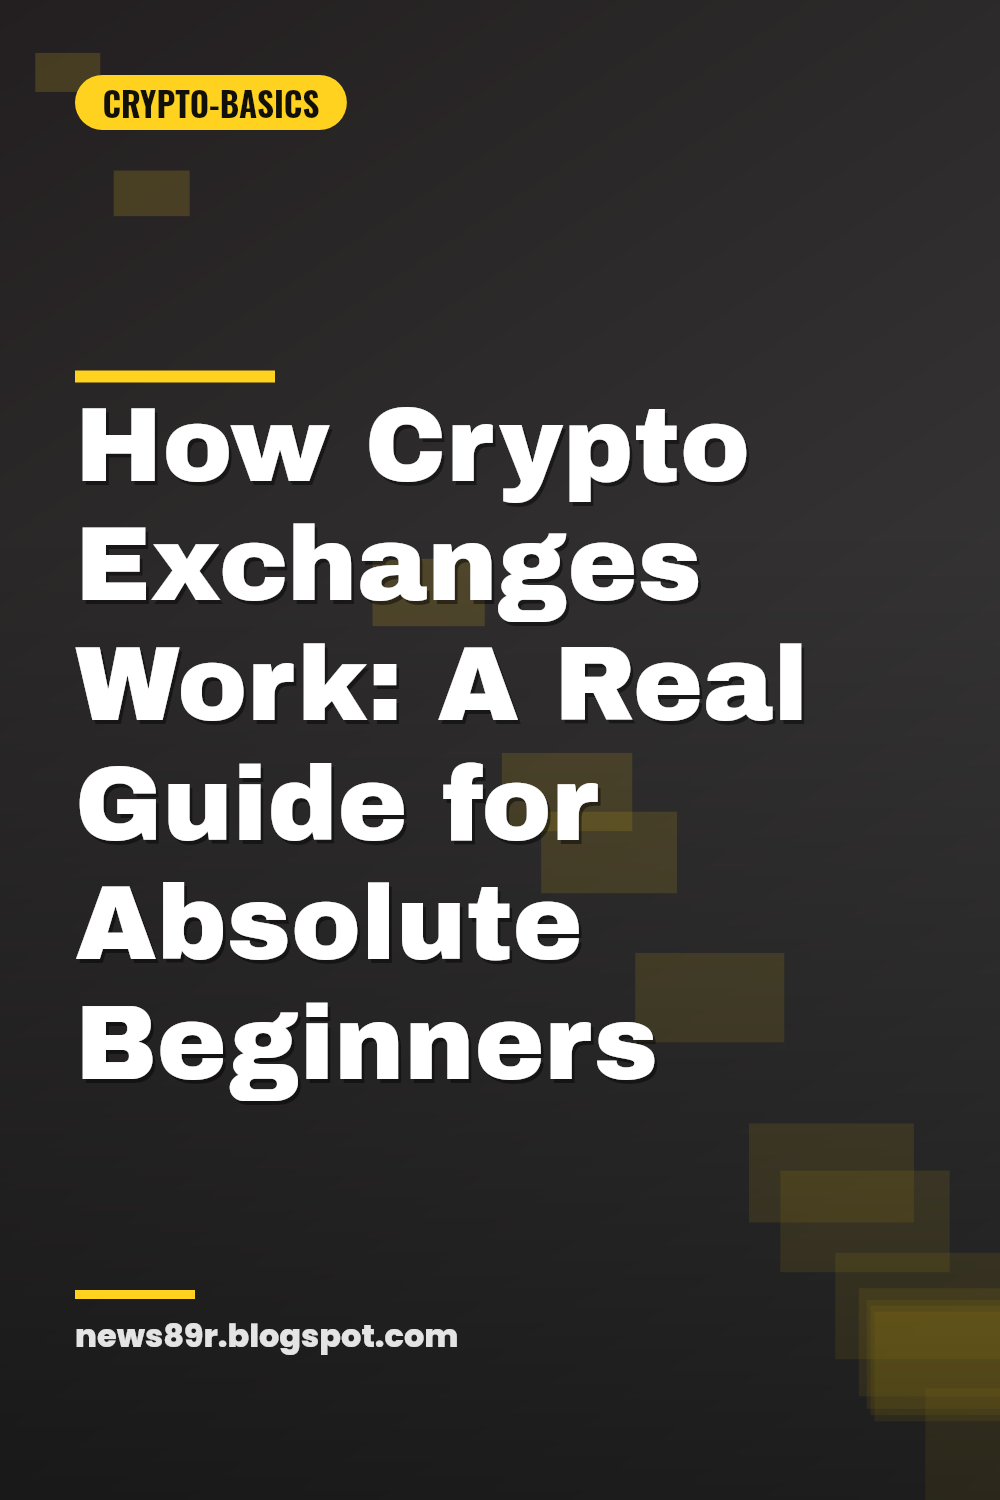 CRYPTO-BASICS
How Crypto
Exchanges
Work: A Real
Guide for
Absolute
Beginners
news89r.blogspot.com